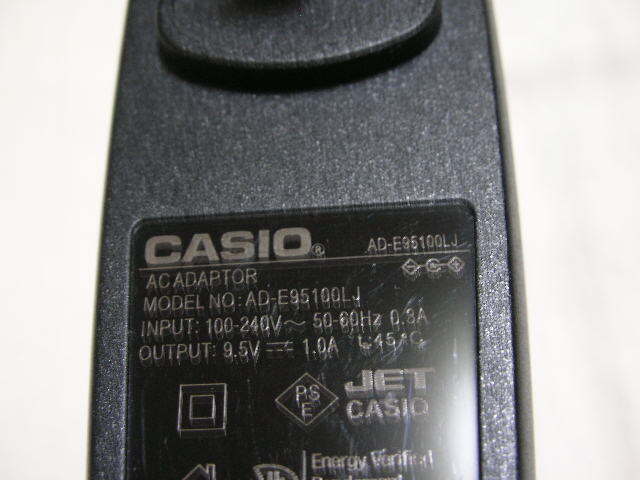 CASIO®
AD-E95100LJ
AC ADAPTOR
MODEL NO: AD-E95100LJ
INPUT: 100-240V～ 50-60Hz 0.3A
OUTPUT: 9.5V⎓ 1.0A
PS
E
JET
CASIO
Energy Verified